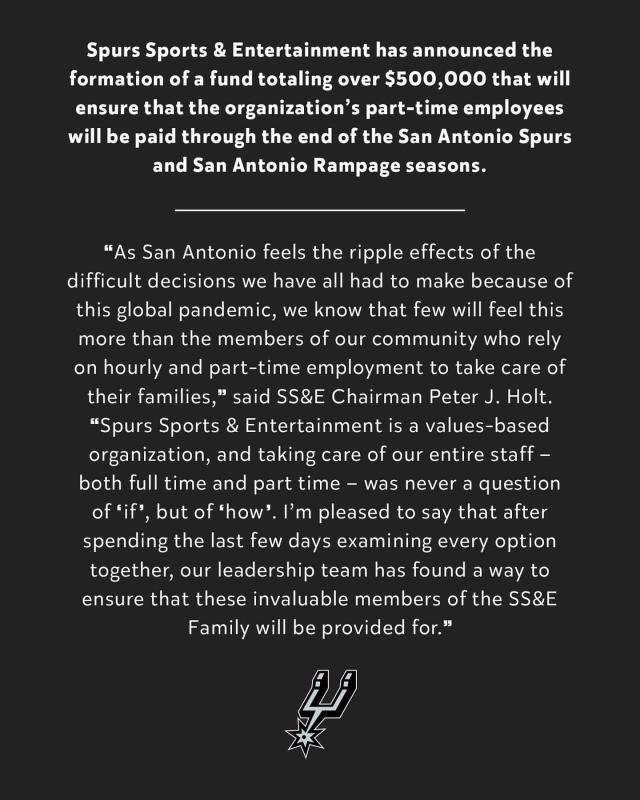 Spurs Sports & Entertainment has announced the
formation of a fund totaling over $500,000 that will
ensure that the organization’s part-time employees
will be paid through the end of the San Antonio Spurs
and San Antonio Rampage seasons.
“As San Antonio feels the ripple effects of the
difficult decisions we have all had to make because of
this global pandemic, we know that few will feel this
more than the members of our community who rely
on hourly and part-time employment to take care of
their families,” said SS&E Chairman Peter J. Holt.
“Spurs Sports & Entertainment is a values-based
organization, and taking care of our entire staff –
both full time and part time – was never a question
of ‘if’, but of ‘how’. I’m pleased to say that after
spending the last few days examining every option
together, our leadership team has found a way to
ensure that these invaluable members of the SS&E
Family will be provided for.”